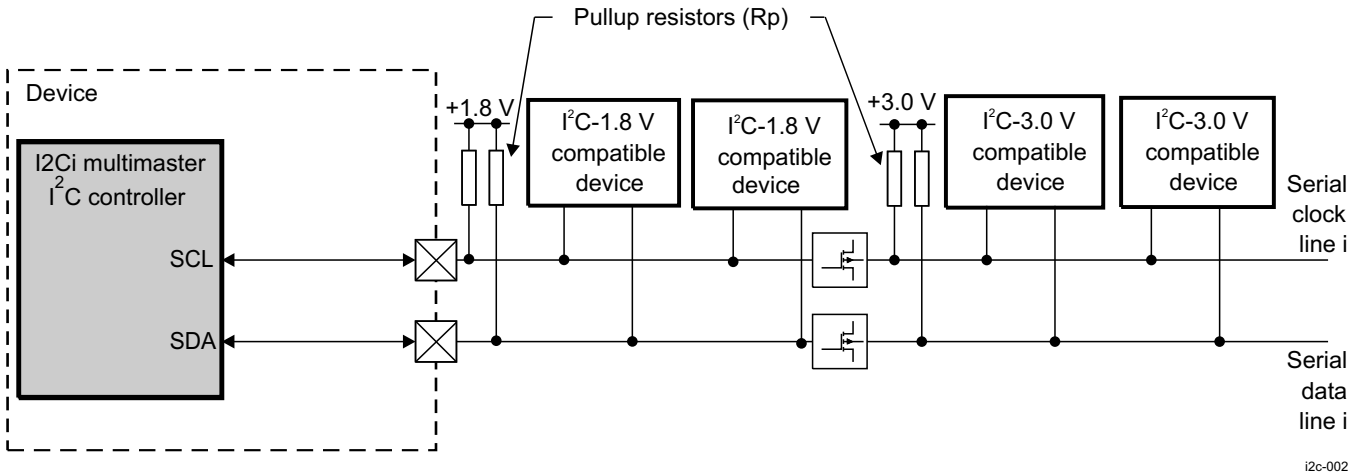 Pullup resistors (Rp)
Device
+1.8 V
I²C-1.8 V
compatible
device
I²C-1.8 V
compatible
device
+3.0 V
I²C-3.0 V
compatible
device
I²C-3.0 V
compatible
device
I2Ci multimaster
I²C controller
SCL
SDA
Serial
clock
line i
Serial
data
line i
i2c-002